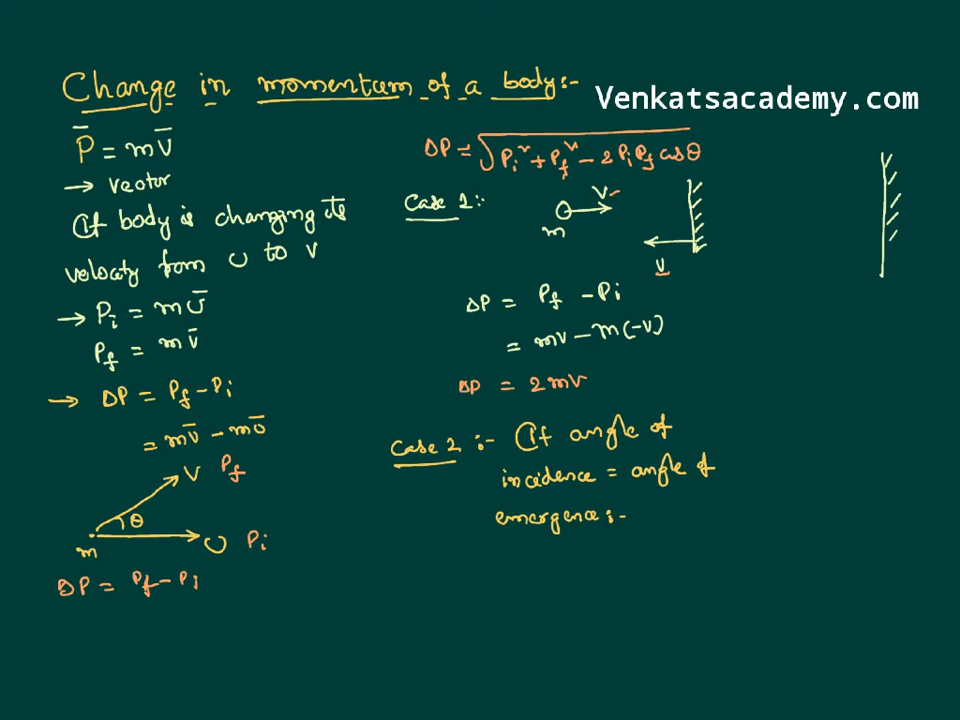 Change in momentum of a body:-
Venkatsacademy.com
P̄ = mV̄
→ Vector
If body is changing its
velocity from U to V
→ Pi = mŪ
Pf = mV̄
→ ΔP = Pf - Pi
= mV̄ - mŪ
V Pf
θ
m
U Pi
ΔP = Pf - Pi
ΔP = √Pi² + Pf² - 2PiPf cosθ
Case 1:-
V
m
V
ΔP = Pf - Pi
= mV - m(-V)
ΔP = 2mV
Case 2 :- If angle of
incidence = angle of
emergence:-